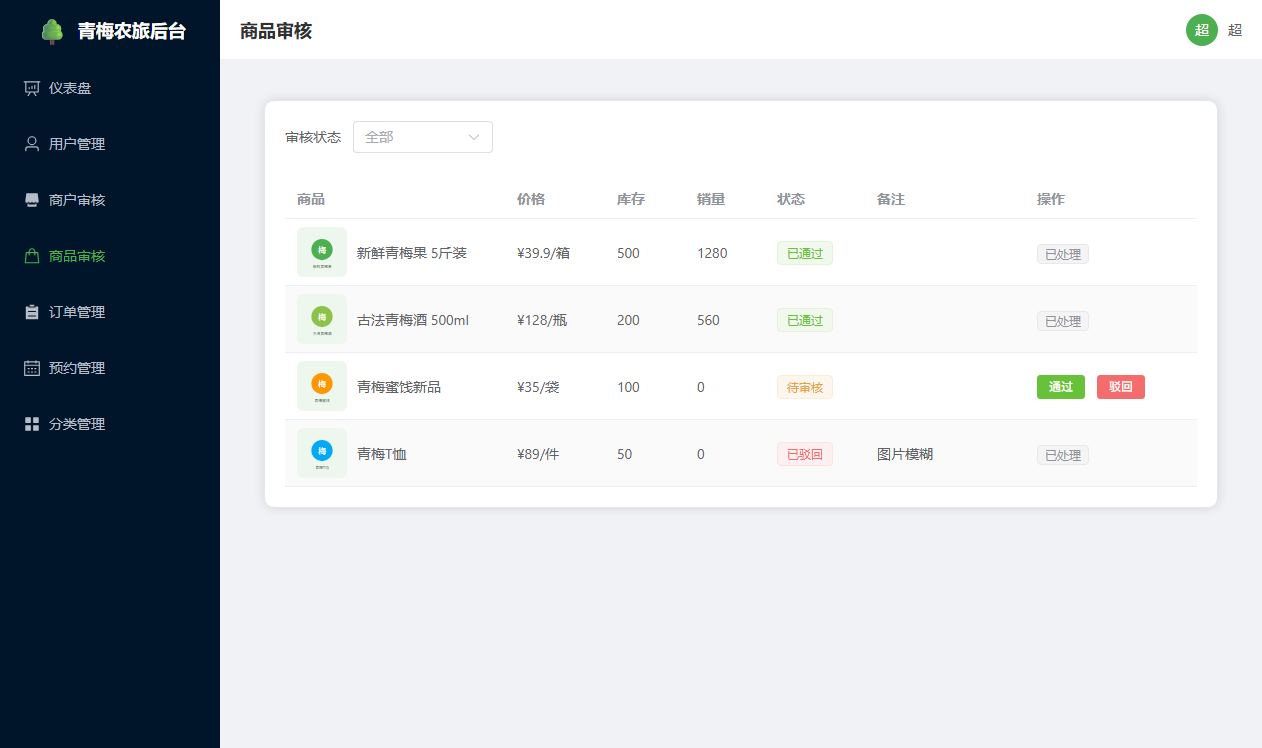 青梅农旅后台
商品审核
超 超
仪表盘
用户管理
商户审核
商品审核
订单管理
预约管理
分类管理
审核状态 全部
商品 价格 库存 销量 状态 备注 操作
梅 新鲜青梅果 5斤装 ¥39.9/箱 500 1280 已通过 已处理
梅 古法青梅酒 500ml ¥128/瓶 200 560 已通过 已处理
梅 青梅蜜饯新品 ¥35/袋 100 0 待审核 通过 驳回
梅 青梅T恤 ¥89/件 50 0 已驳回 图片模糊 已处理